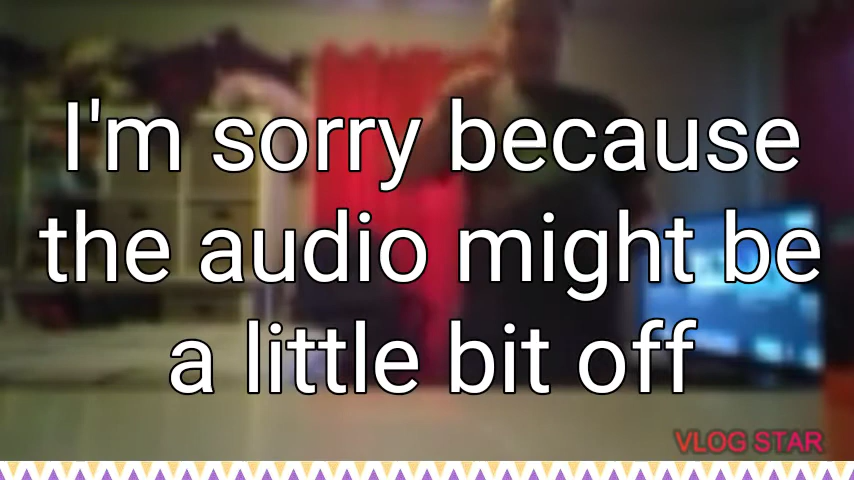 I'm sorry because
the audio might be
a little bit off
VLOG STAR